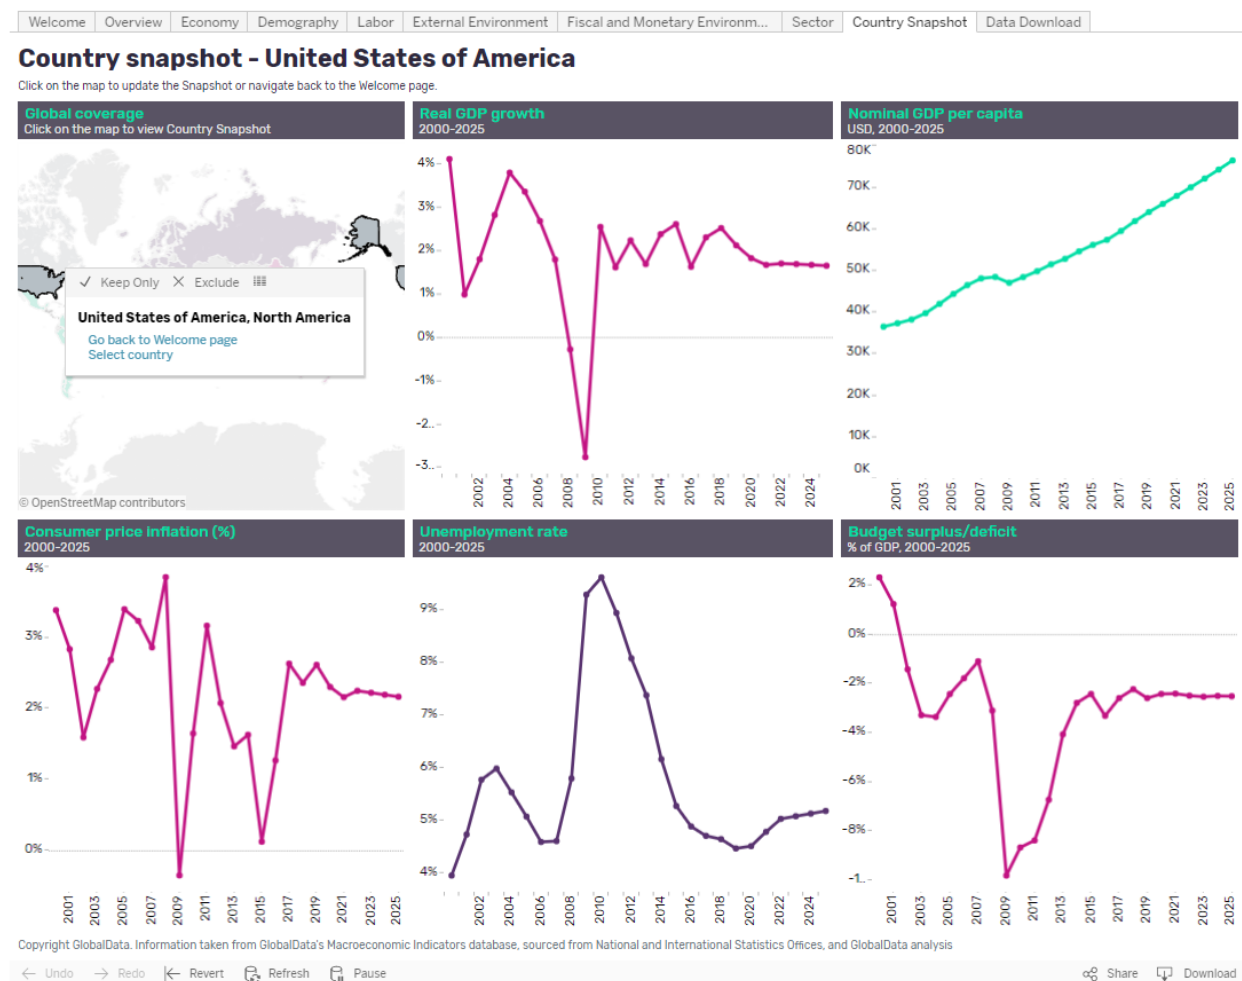 Welcome Overview Economy Demography Labor External Environment Fiscal and Monetary Environm... Sector Country Snapshot Data Download
Country snapshot - United States of America
Click on the map to update the Snapshot or navigate back to the Welcome page.
Global coverage
Click on the map to view Country Snapshot
Keep Only Exclude
United States of America, North America
Go back to Welcome page
Select country
© OpenStreetMap contributors
Real GDP growth
2000-2025
4%
3%
2%
1%
0%
-1%
-2..
-3..
2002 2004 2006 2008 2010 2012 2014 2016 2018 2020 2022 2024
Nominal GDP per capita
USD, 2000-2025
80K
70K
60K
50K
40K
30K
20K
10K
0K
2001 2003 2005 2007 2009 2011 2013 2015 2017 2019 2021 2023 2025
Consumer price inflation (%)
2000-2025
4%
3%
2%
1%
0%
2001 2003 2005 2007 2009 2011 2013 2015 2017 2019 2021 2023 2025
Unemployment rate
2000-2025
9%
8%
7%
6%
5%
4%
2002 2004 2006 2008 2010 2012 2014 2016 2018 2020 2022 2024
Budget surplus/deficit
% of GDP, 2000-2025
2%
0%
-2%
-4%
-6%
-8%
-1..
2001 2003 2005 2007 2009 2011 2013 2015 2017 2019 2021 2023 2025
Copyright GlobalData. Information taken from GlobalData's Macroeconomic Indicators database, sourced from National and International Statistics Offices, and GlobalData analysis
Undo Redo Revert Refresh Pause Share Download